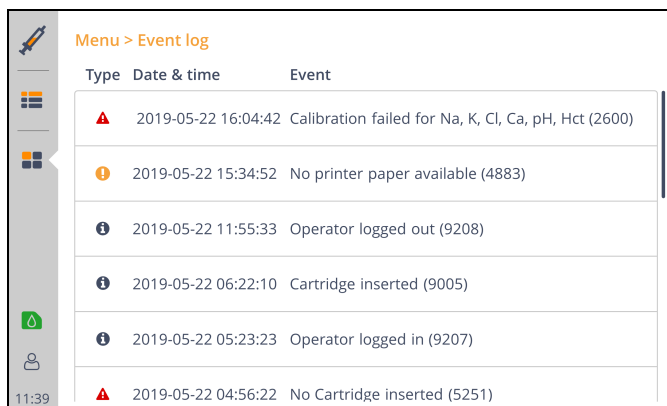 Menu > Event log
Type Date & time Event
2019-05-22 16:04:42 Calibration failed for Na, K, Cl, Ca, pH, Hct (2600)
2019-05-22 15:34:52 No printer paper available (4883)
2019-05-22 11:55:33 Operator logged out (9208)
2019-05-22 06:22:10 Cartridge inserted (9005)
2019-05-22 05:23:23 Operator logged in (9207)
2019-05-22 04:56:22 No Cartridge inserted (5251)
11:39